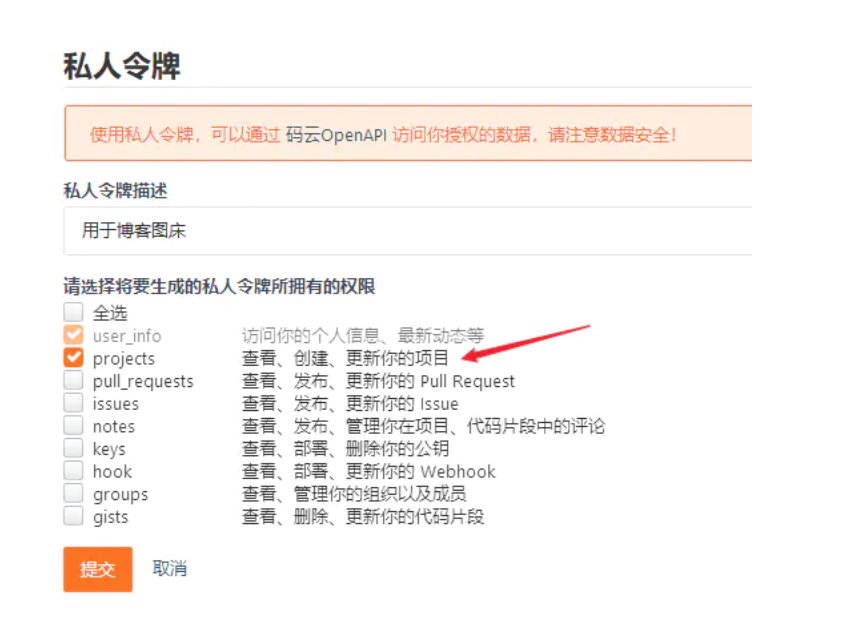 私人令牌
使用私人令牌，可以通过 码云OpenAPI 访问你授权的数据，请注意数据安全！
私人令牌描述
用于博客图床
请选择将要生成的私人令牌所拥有的权限
全选
user_info 访问你的个人信息、最新动态等
projects 查看、创建、更新你的项目
pull_requests 查看、发布、更新你的 Pull Request
issues 查看、发布、更新你的 Issue
notes 查看、发布、管理你在项目、代码片段中的评论
keys 查看、部署、删除你的公钥
hook 查看、部署、更新你的 Webhook
groups 查看、管理你的组织以及成员
gists 查看、删除、更新你的代码片段
提交 取消